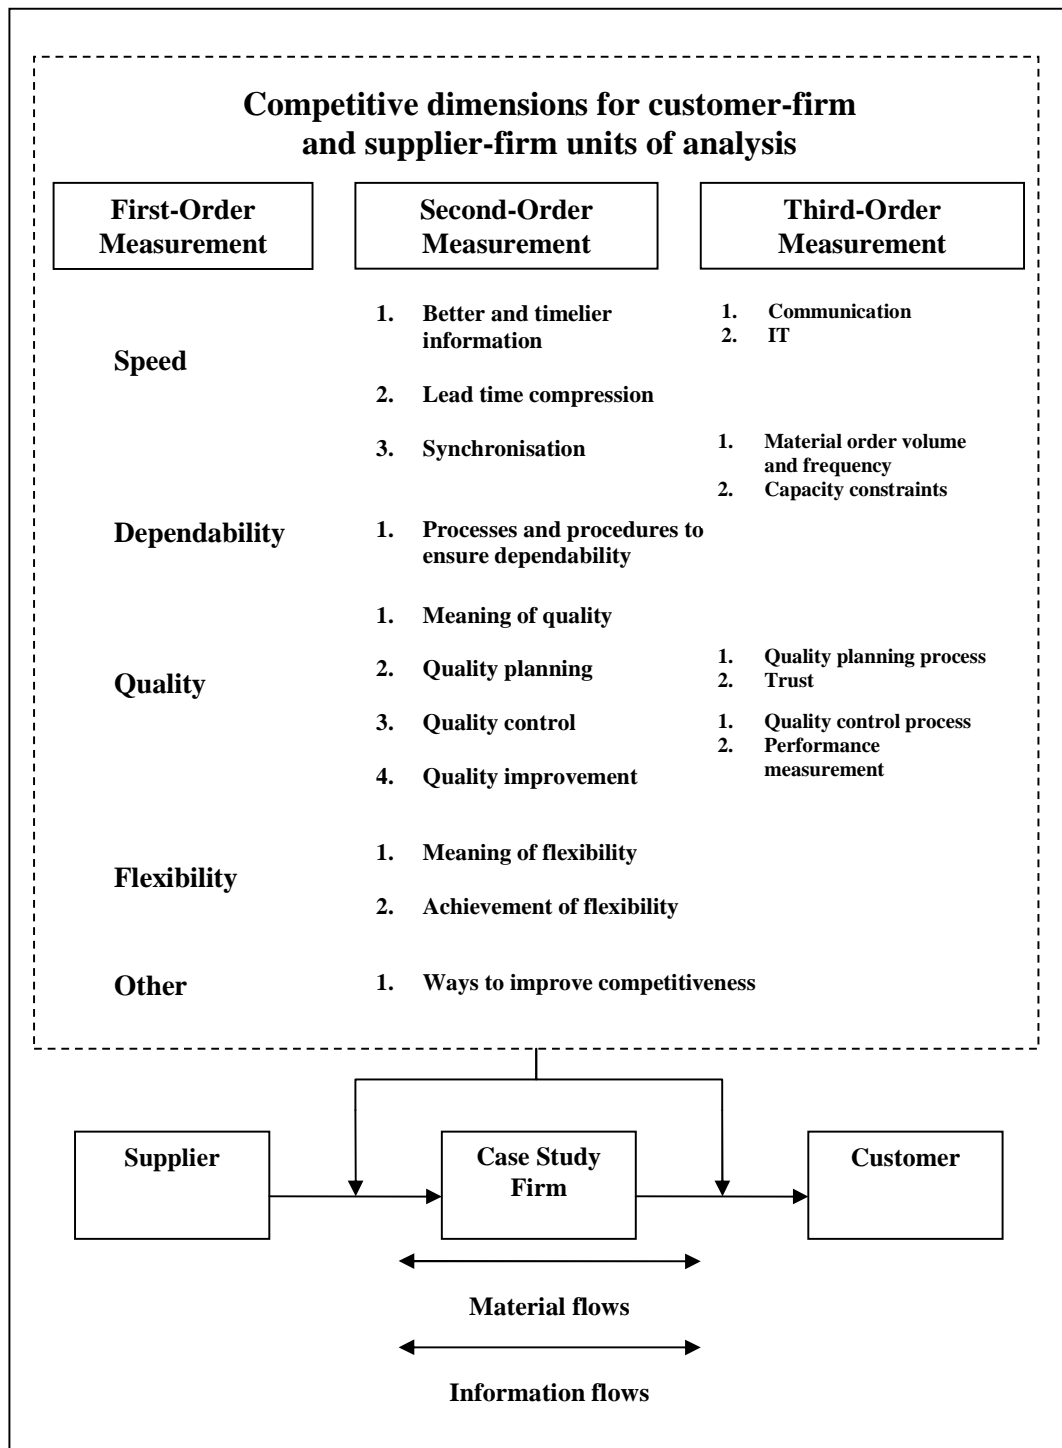 Competitive dimensions for customer-firm
and supplier-firm units of analysis
First-Order
Measurement
Second-Order
Measurement
Third-Order
Measurement
Speed
1. Better and timelier
information
1. Communication
2. IT
2. Lead time compression
3. Synchronisation
1. Material order volume
and frequency
2. Capacity constraints
Dependability
1. Processes and procedures to
ensure dependability
Quality
1. Meaning of quality
2. Quality planning
1. Quality planning process
2. Trust
3. Quality control
1. Quality control process
2. Performance
measurement
4. Quality improvement
Flexibility
1. Meaning of flexibility
2. Achievement of flexibility
Other
1. Ways to improve competitiveness
Supplier
Case Study
Firm
Customer
Material flows
Information flows